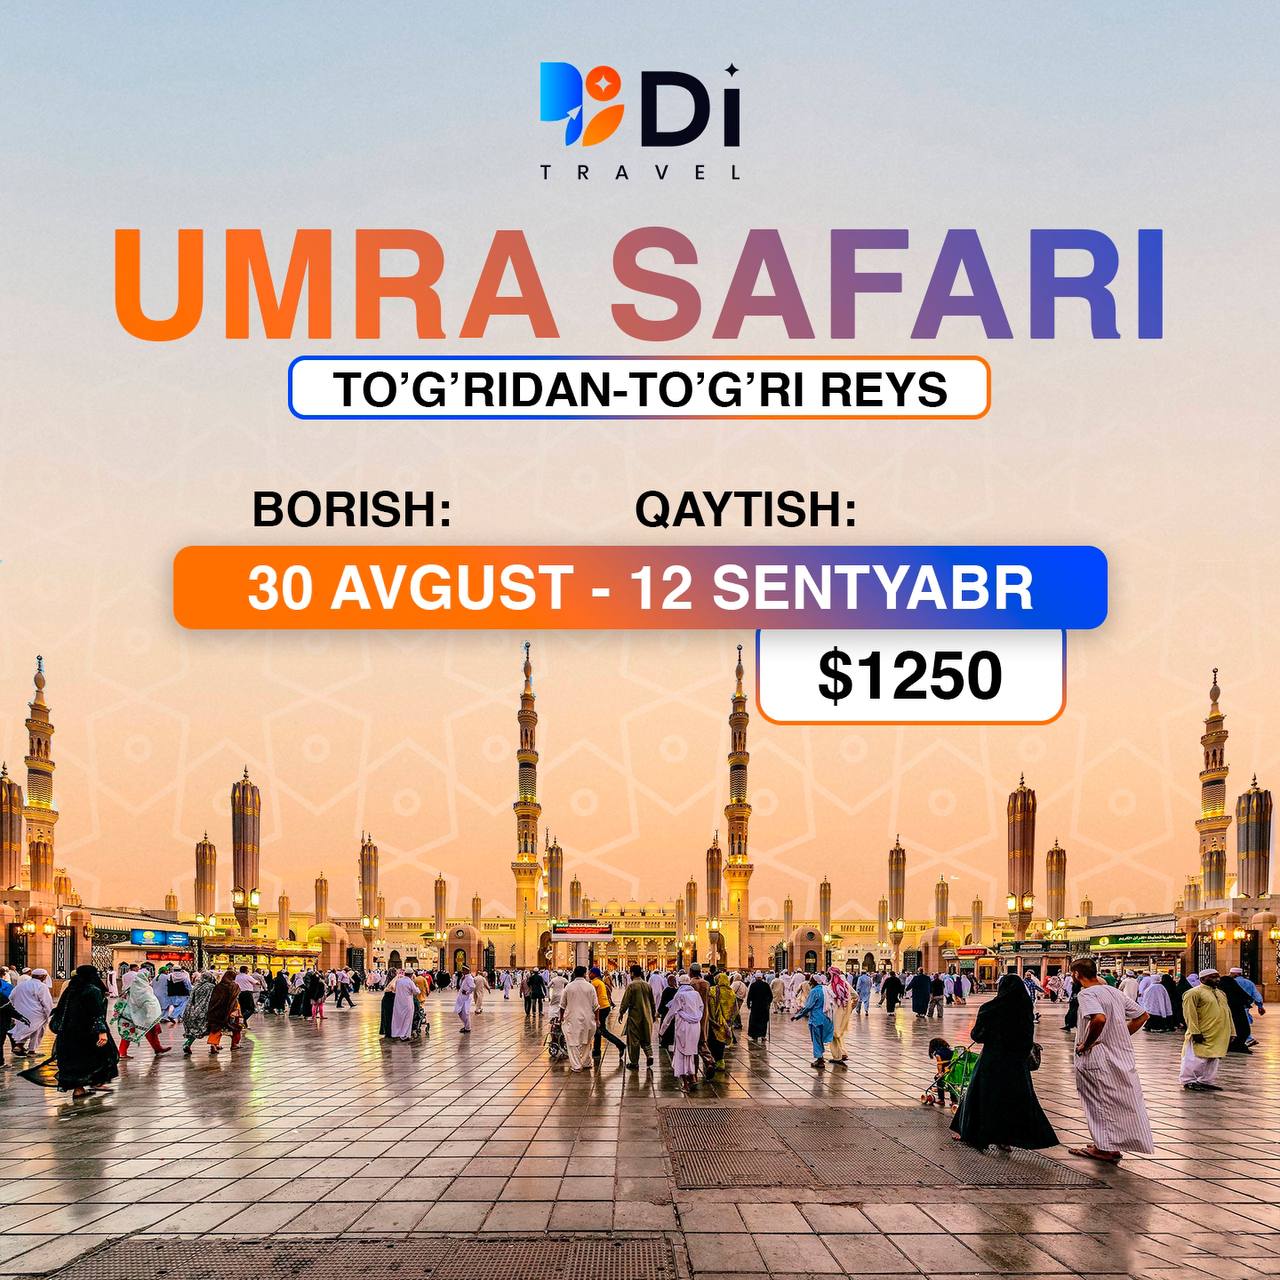 Di
TRAVEL
UMRA SAFARI
TO’G’RIDAN-TO’G’RI REYS
BORISH: QAYTISH:
30 AVGUST - 12 SENTYABR
$1250